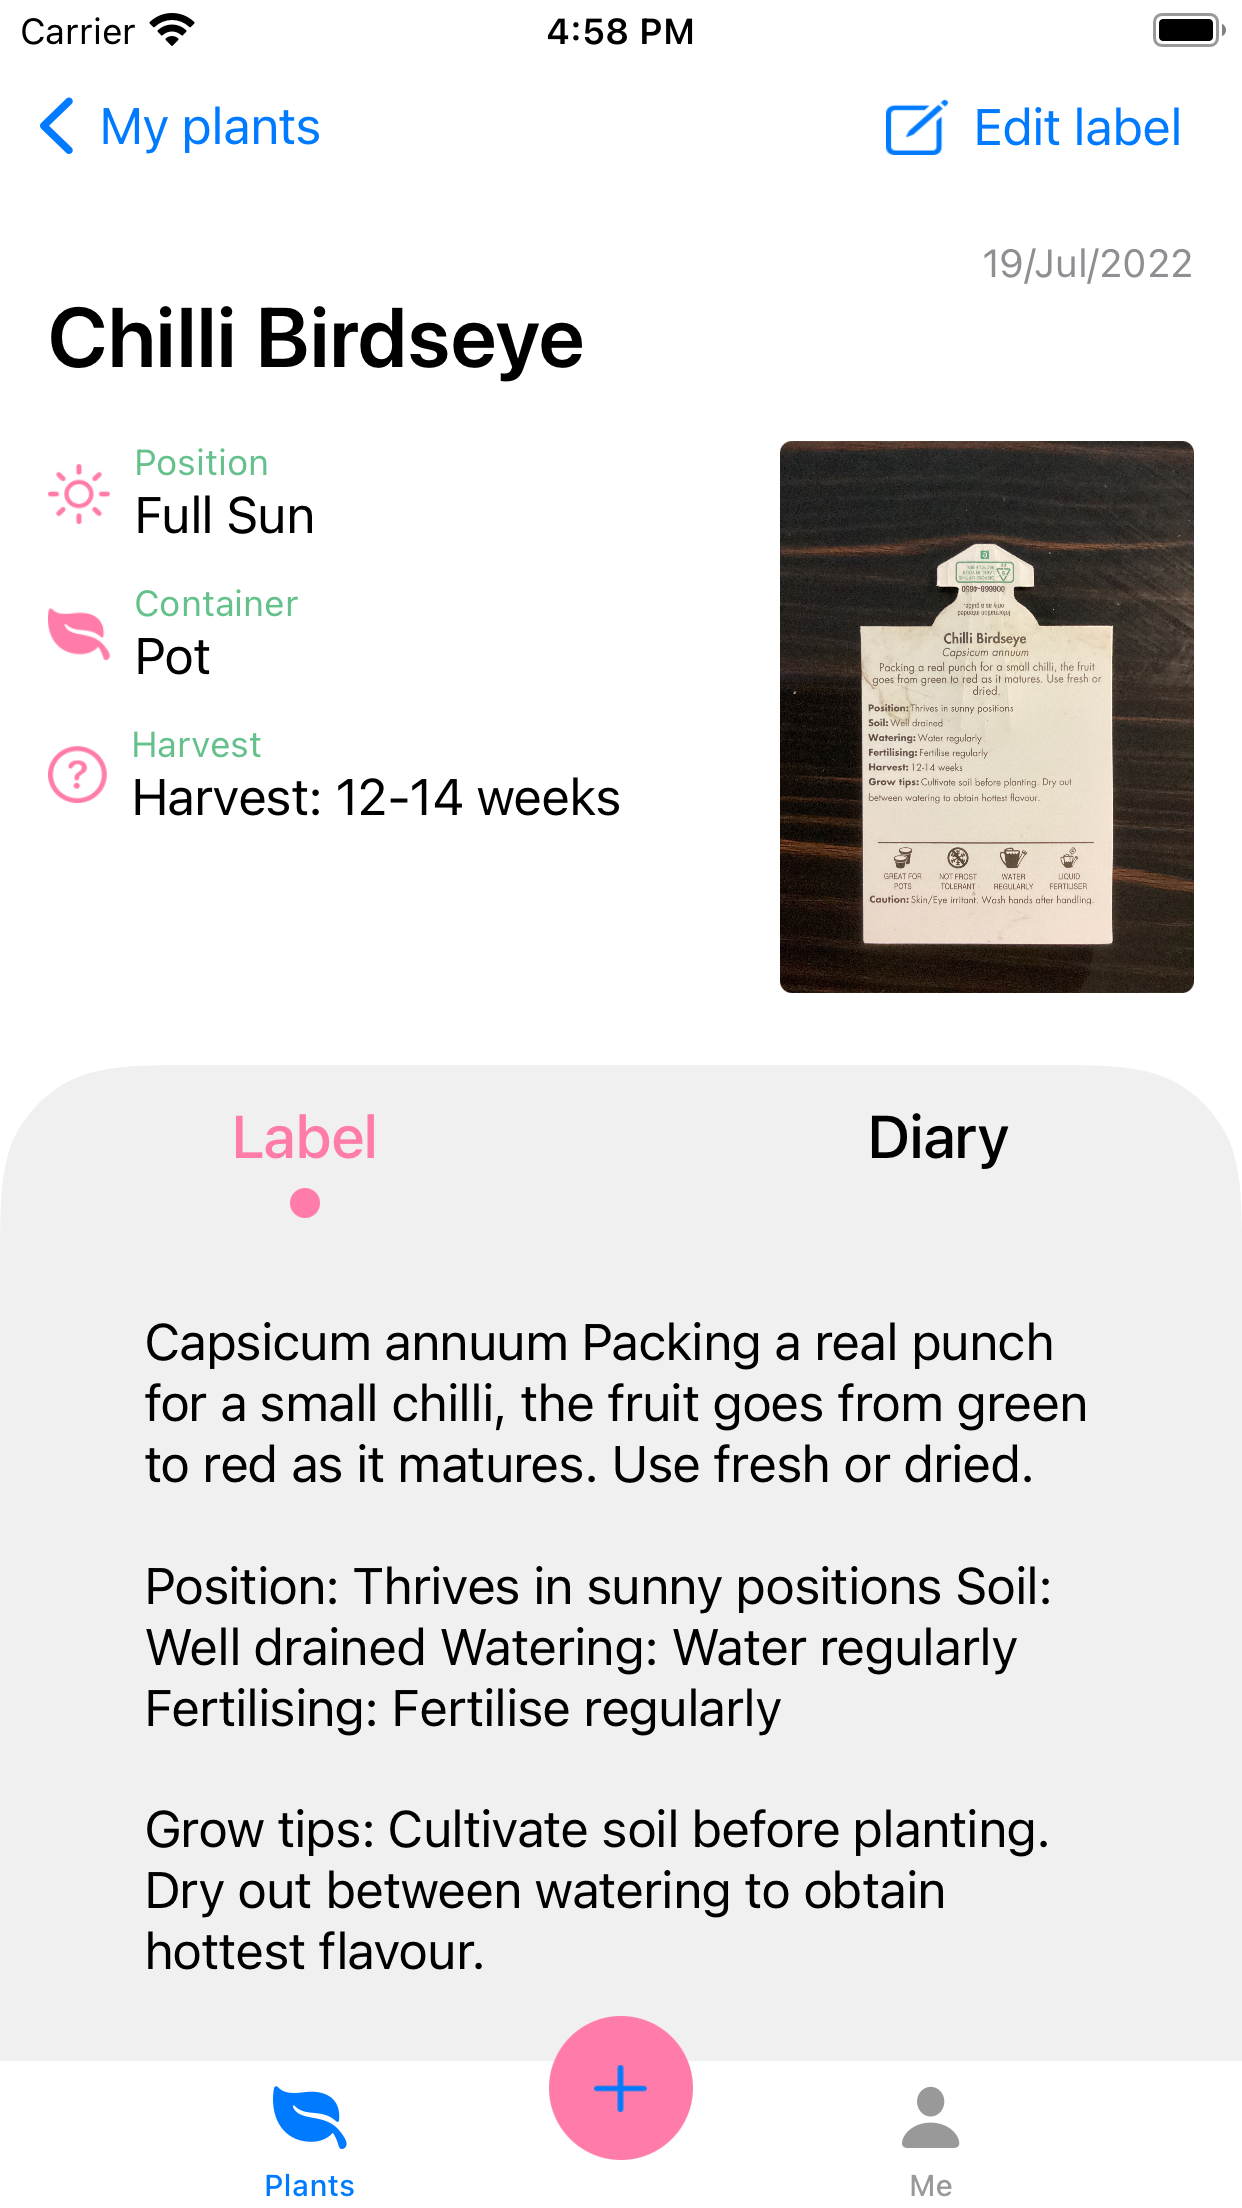 Carrier
4:58 PM
My plants
Edit label
19/Jul/2022
Chilli Birdseye
Position
Full Sun
Container
Pot
Harvest
Harvest: 12-14 weeks
Information intended
only as a guide.
Chilli Birdseye
Capsicum annuum
Packing a real punch for a small chilli, the fruit
goes from green to red as it matures. Use fresh or
dried.
Position: Thrives in sunny positions
Soil: Well drained
Watering: Water regularly
Fertilising: Fertilise regularly
Harvest: 12-14 weeks
Grow tips: Cultivate soil before planting. Dry out
between watering to obtain hottest flavour.
GREAT FOR
POTS
NOT FROST
TOLERANT
WATER
REGULARLY
LIQUID
FERTILISER
Caution: Skin/Eye irritant. Wash hands after handling.
Label
Diary
Capsicum annuum Packing a real punch
for a small chilli, the fruit goes from green
to red as it matures. Use fresh or dried.
Position: Thrives in sunny positions Soil:
Well drained Watering: Water regularly
Fertilising: Fertilise regularly
Grow tips: Cultivate soil before planting.
Dry out between watering to obtain
hottest flavour.
Plants
Me